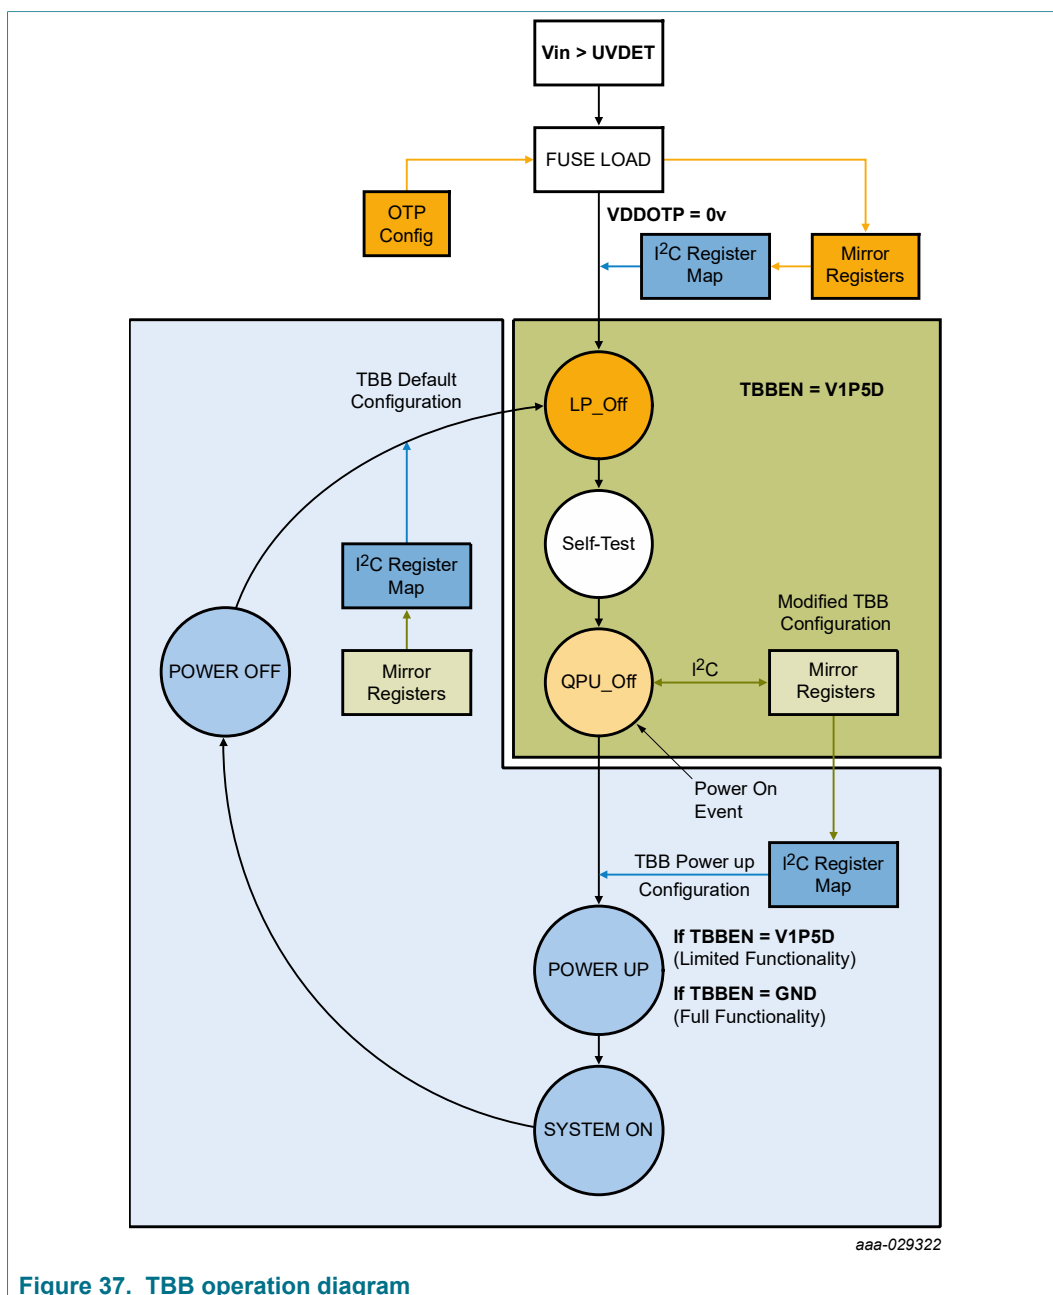 Vin > UVDET
FUSE LOAD
OTP
Config
VDDOTP = 0v
I2C Register
Map
Mirror
Registers
TBB Default
Configuration
LP_Off
TBBEN = V1P5D
Self-Test
I2C Register
Map
Modified TBB
Configuration
POWER OFF
Mirror
Registers
QPU_Off
I2C
Mirror
Registers
Power On
Event
TBB Power up
Configuration
I2C Register
Map
POWER UP
If TBBEN = V1P5D
(Limited Functionality)
If TBBEN = GND
(Full Functionality)
SYSTEM ON
aaa-029322
Figure 37. TBB operation diagram